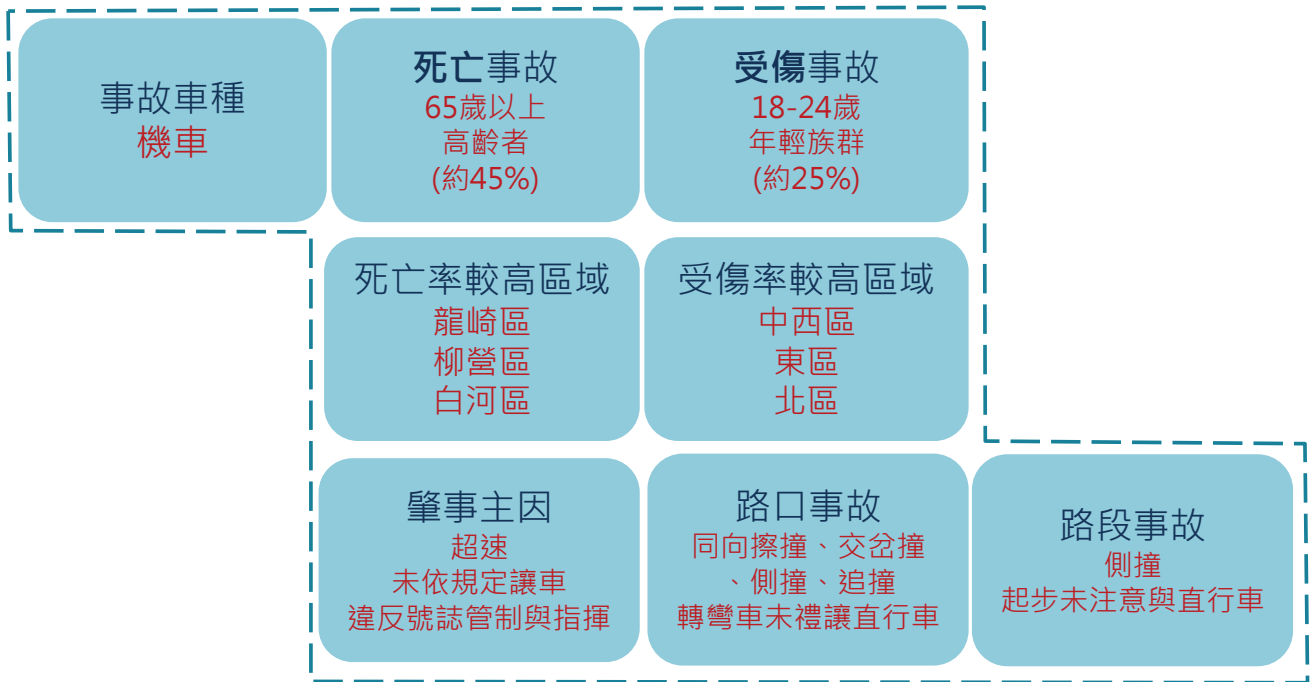 事故車種
機車
死亡事故
65歲以上
高齡者
(約45%)
受傷事故
18-24歲
年輕族群
(約25%)
死亡率較高區域
龍崎區
柳營區
白河區
受傷率較高區域
中西區
東區
北區
肇事主因
超速
未依規定讓車
違反號誌管制與指揮
路口事故
同向擦撞、交岔撞
、側撞、追撞
轉彎車未禮讓直行車
路段事故
側撞
起步未注意與直行車